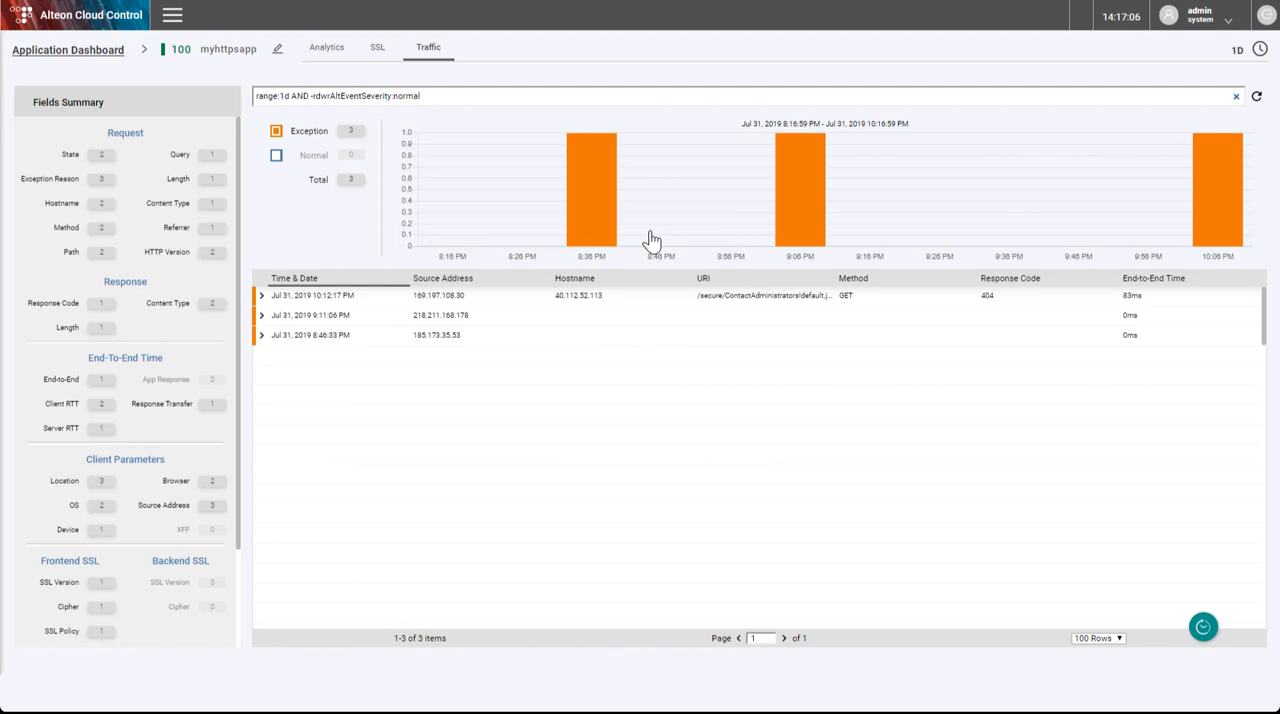 Alteon Cloud Control
14:17:06
admin
system
Application Dashboard > 100 myhttpsapp
Analytics SSL Traffic
1D
Fields Summary
Request
State 2 Query 1
Exception Reason 3 Length 1
Hostname 2 Content Type 1
Method 2 Referrer 1
Path 2 HTTP Version 2
Response
Response Code 1 Content Type 2
Length 1
End-To-End Time
End-to-End 1 App Response 0
Client RTT 2 Response Transfer 1
Server RTT 1
Client Parameters
Location 3 Browser 2
OS 2 Source Address 3
Device 1 XFF 0
Frontend SSL Backend SSL
SSL Version 1 SSL Version 0
Cipher 1 Cipher 0
SSL Policy 1
range:1d AND -rdwrAltEventSeverity:normal
Exception 3
Normal 0
Total 3
Jul 31, 2019 8:16:59 PM - Jul 31, 2019 10:16:59 PM
1.0
0.9
0.8
0.7
0.6
0.5
0.4
0.3
0.2
0.1
0
8:16 PM 8:26 PM 8:36 PM 8:46 PM 8:56 PM 9:06 PM 9:16 PM 9:26 PM 9:36 PM 9:46 PM 9:56 PM 10:06 PM
Time & Date Source Address Hostname URI Method Response Code End-to-End Time
Jul 31, 2019 10:12:17 PM 169.197.108.30 40.112.52.113 /secure/ContactAdministrators!default.j... GET 404 83ms
Jul 31, 2019 9:11:06 PM 218.211.168.178 0ms
Jul 31, 2019 8:46:33 PM 185.173.35.53 0ms
1-3 of 3 items
Page < 1 > of 1
100 Rows